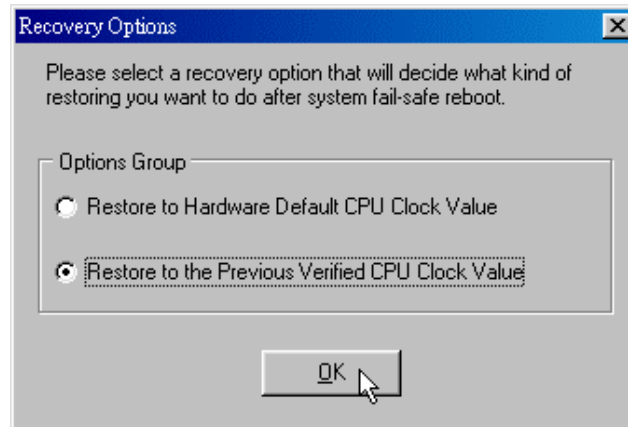 Recovery Options
Please select a recovery option that will decide what kind of
restoring you want to do after system fail-safe reboot.
Options Group
Restore to Hardware Default CPU Clock Value
Restore to the Previous Verified CPU Clock Value
OK